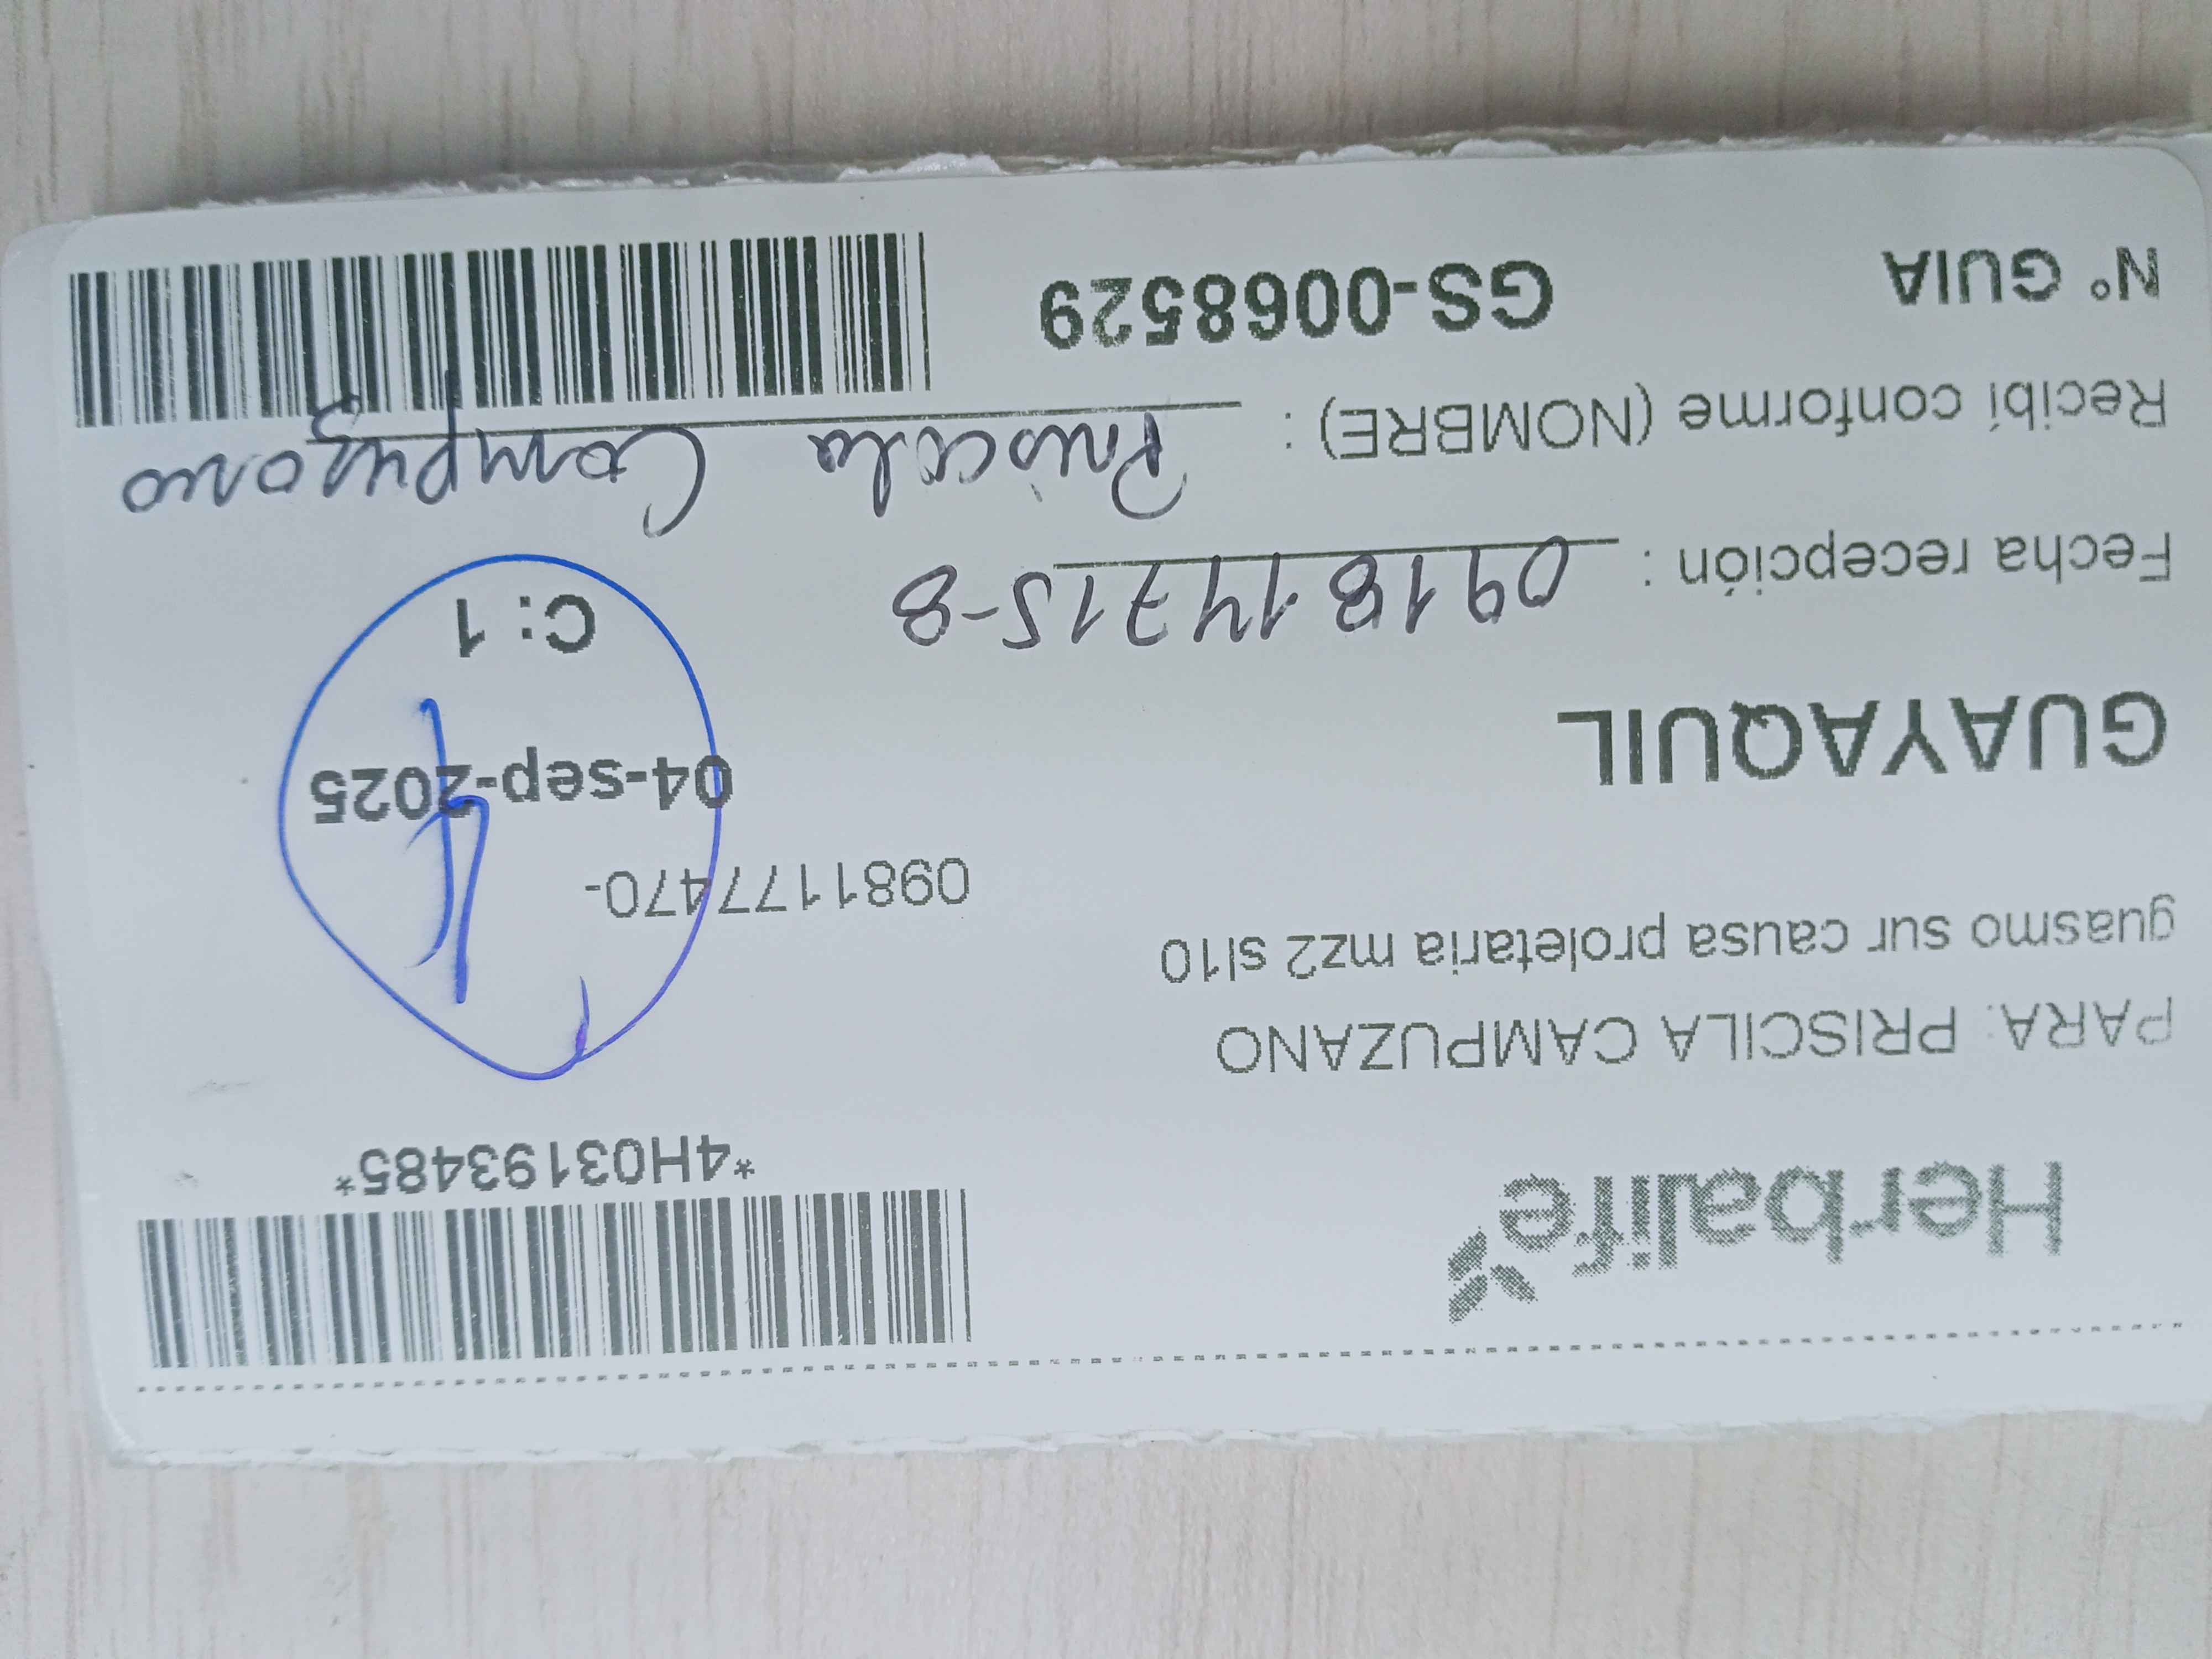 Herbalife
*4H03193485*
PARA: PRISCILA CAMPUZANO
guasmo sur causa proletaria mz2 sl10
0981177470-
GUAYAQUIL 04-sep-2025
Fecha recepción : 091814715-8 C: 1
Recibí conforme (NOMBRE) : Priscila Campuzano
N° GUIA GS-0068529